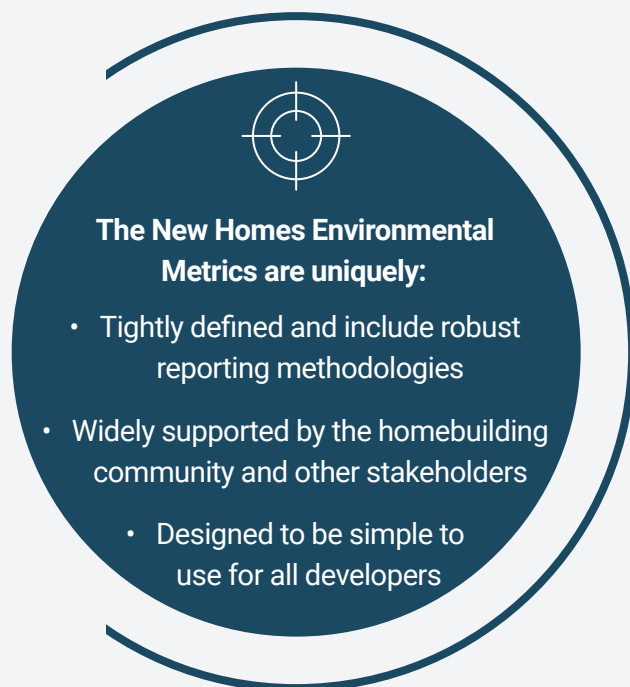 The New Homes Environmental
Metrics are uniquely:
• Tightly defined and include robust
reporting methodologies
• Widely supported by the homebuilding
community and other stakeholders
• Designed to be simple to
use for all developers